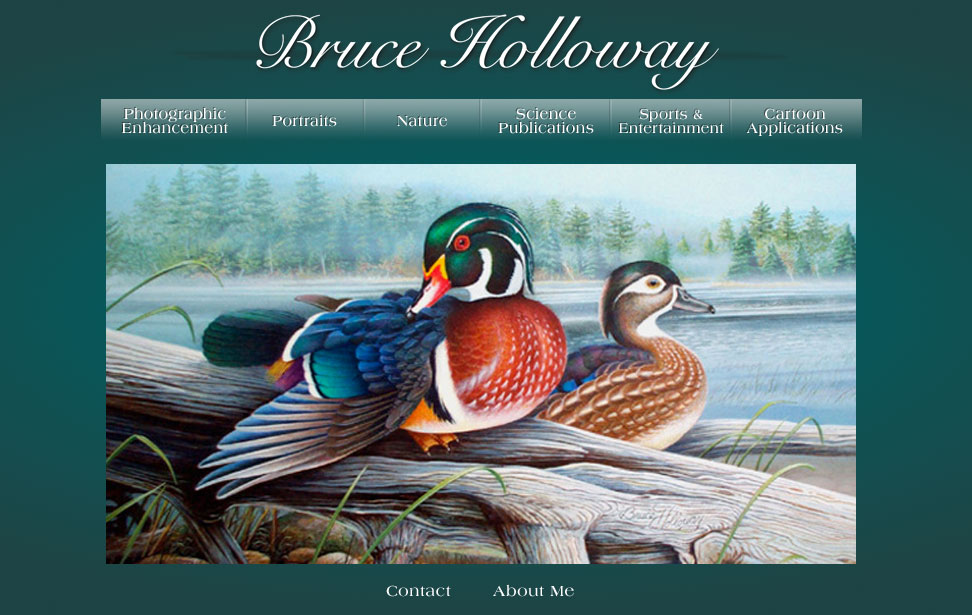 Bruce Holloway
Photographic
Enhancement
Portraits
Nature
Science
Publications
Sports &
Entertainment
Cartoon
Applications
Contact
About Me